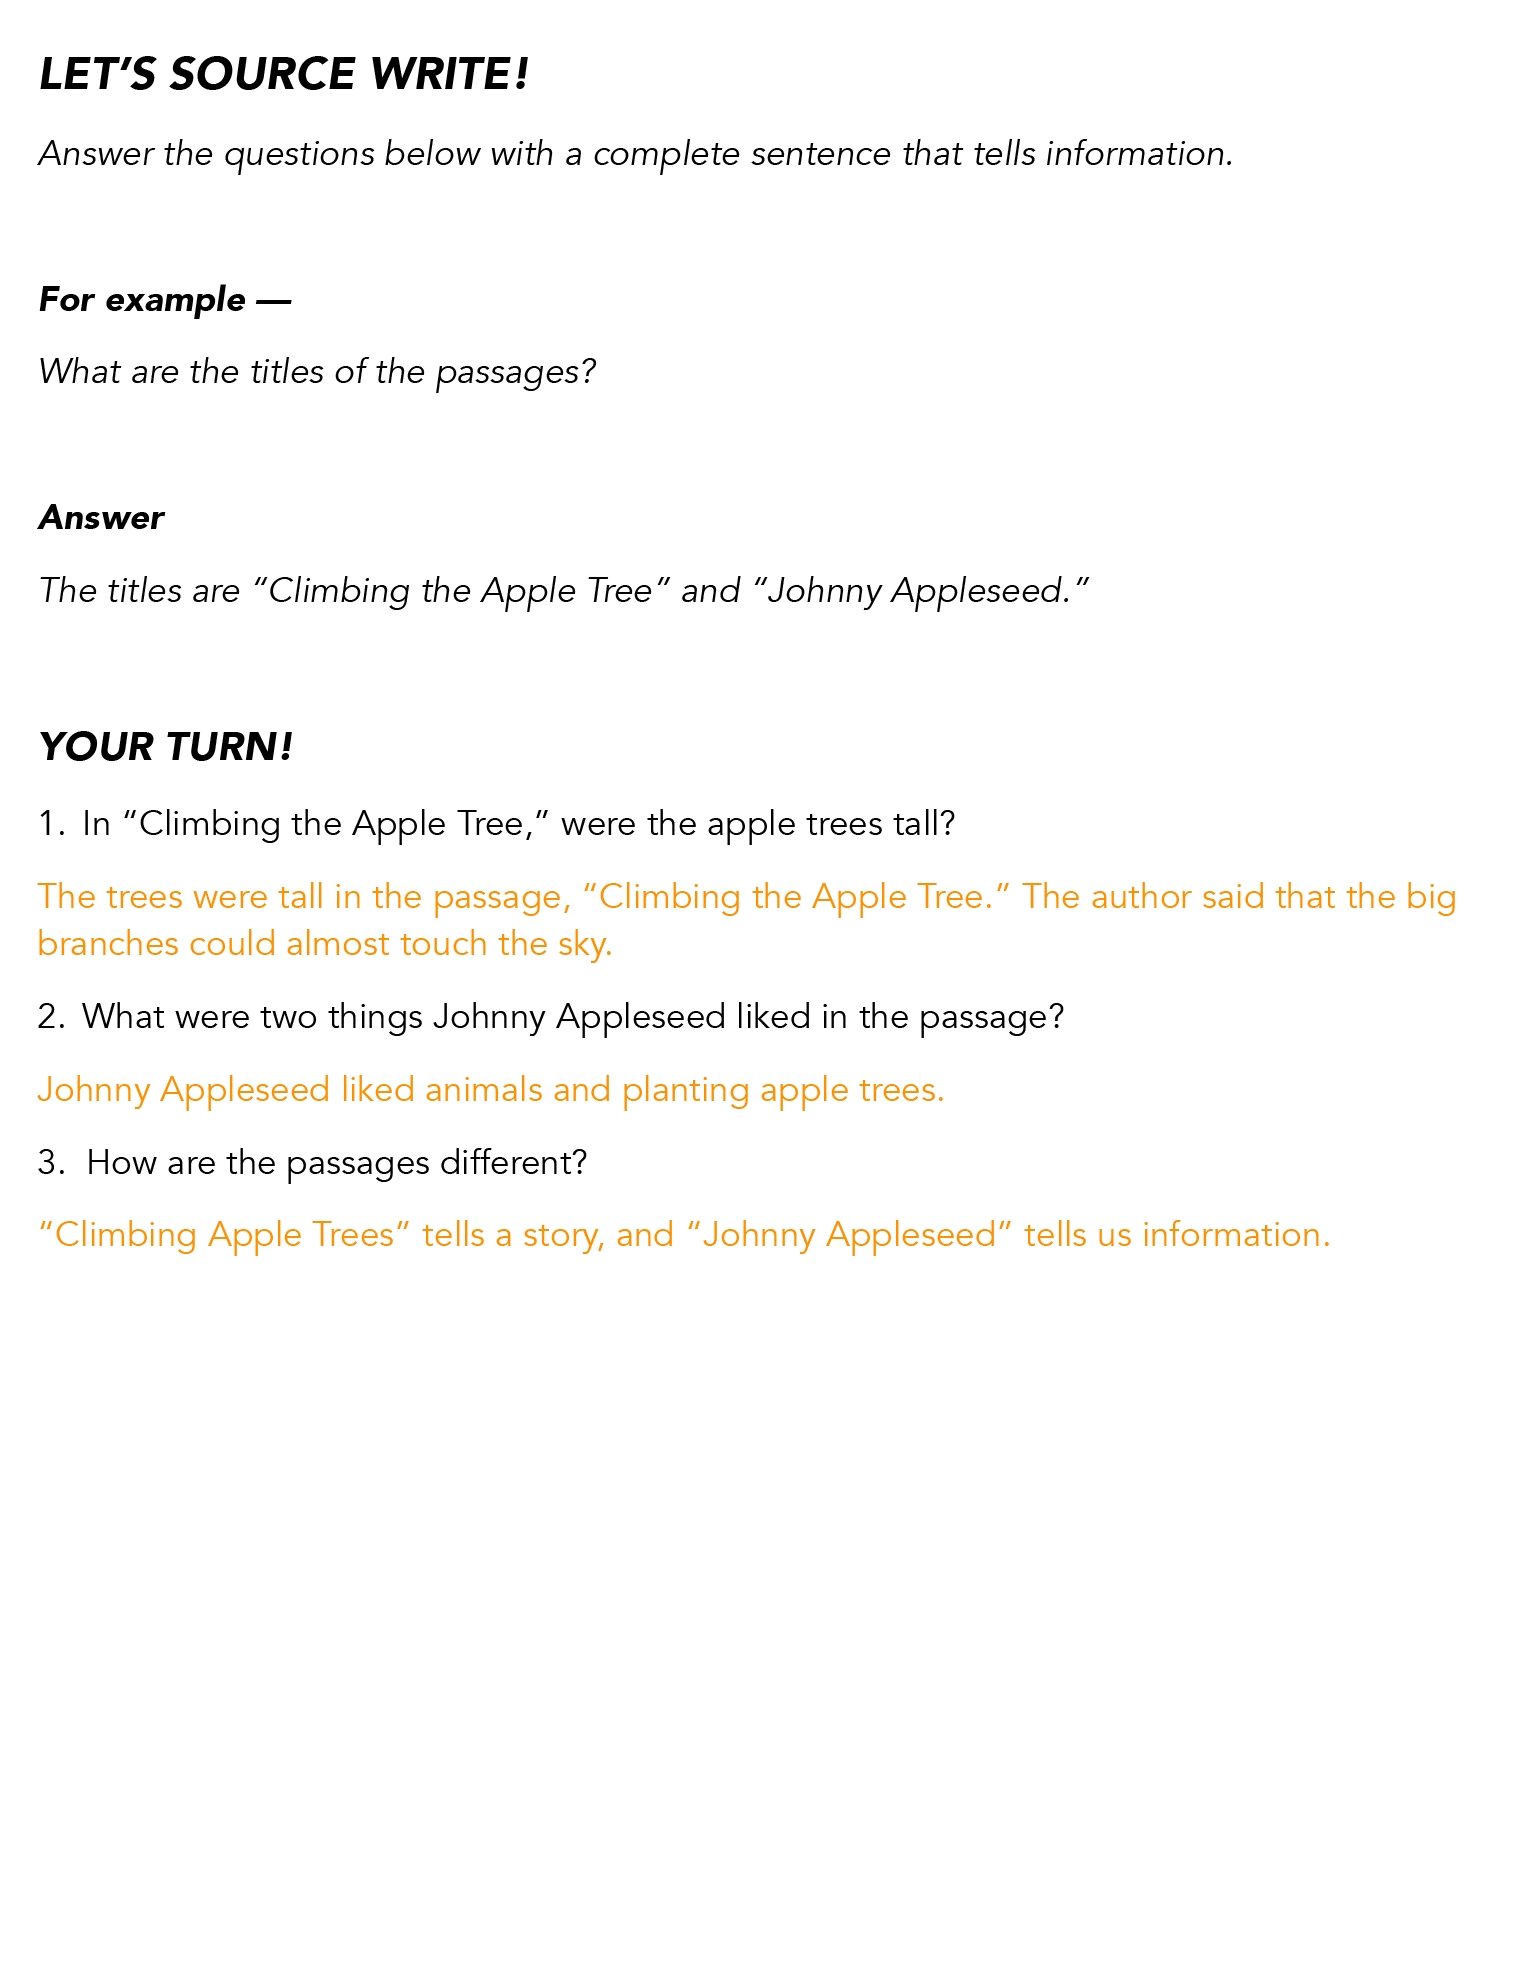 LET’S SOURCE WRITE!
Answer the questions below with a complete sentence that tells information.
For example —
What are the titles of the passages?
Answer
The titles are “Climbing the Apple Tree” and “Johnny Appleseed.”
YOUR TURN!
1. In “Climbing the Apple Tree,” were the apple trees tall?
The trees were tall in the passage, “Climbing the Apple Tree.” The author said that the big
branches could almost touch the sky.
2. What were two things Johnny Appleseed liked in the passage?
Johnny Appleseed liked animals and planting apple trees.
3. How are the passages different?
“Climbing Apple Trees” tells a story, and “Johnny Appleseed” tells us information.